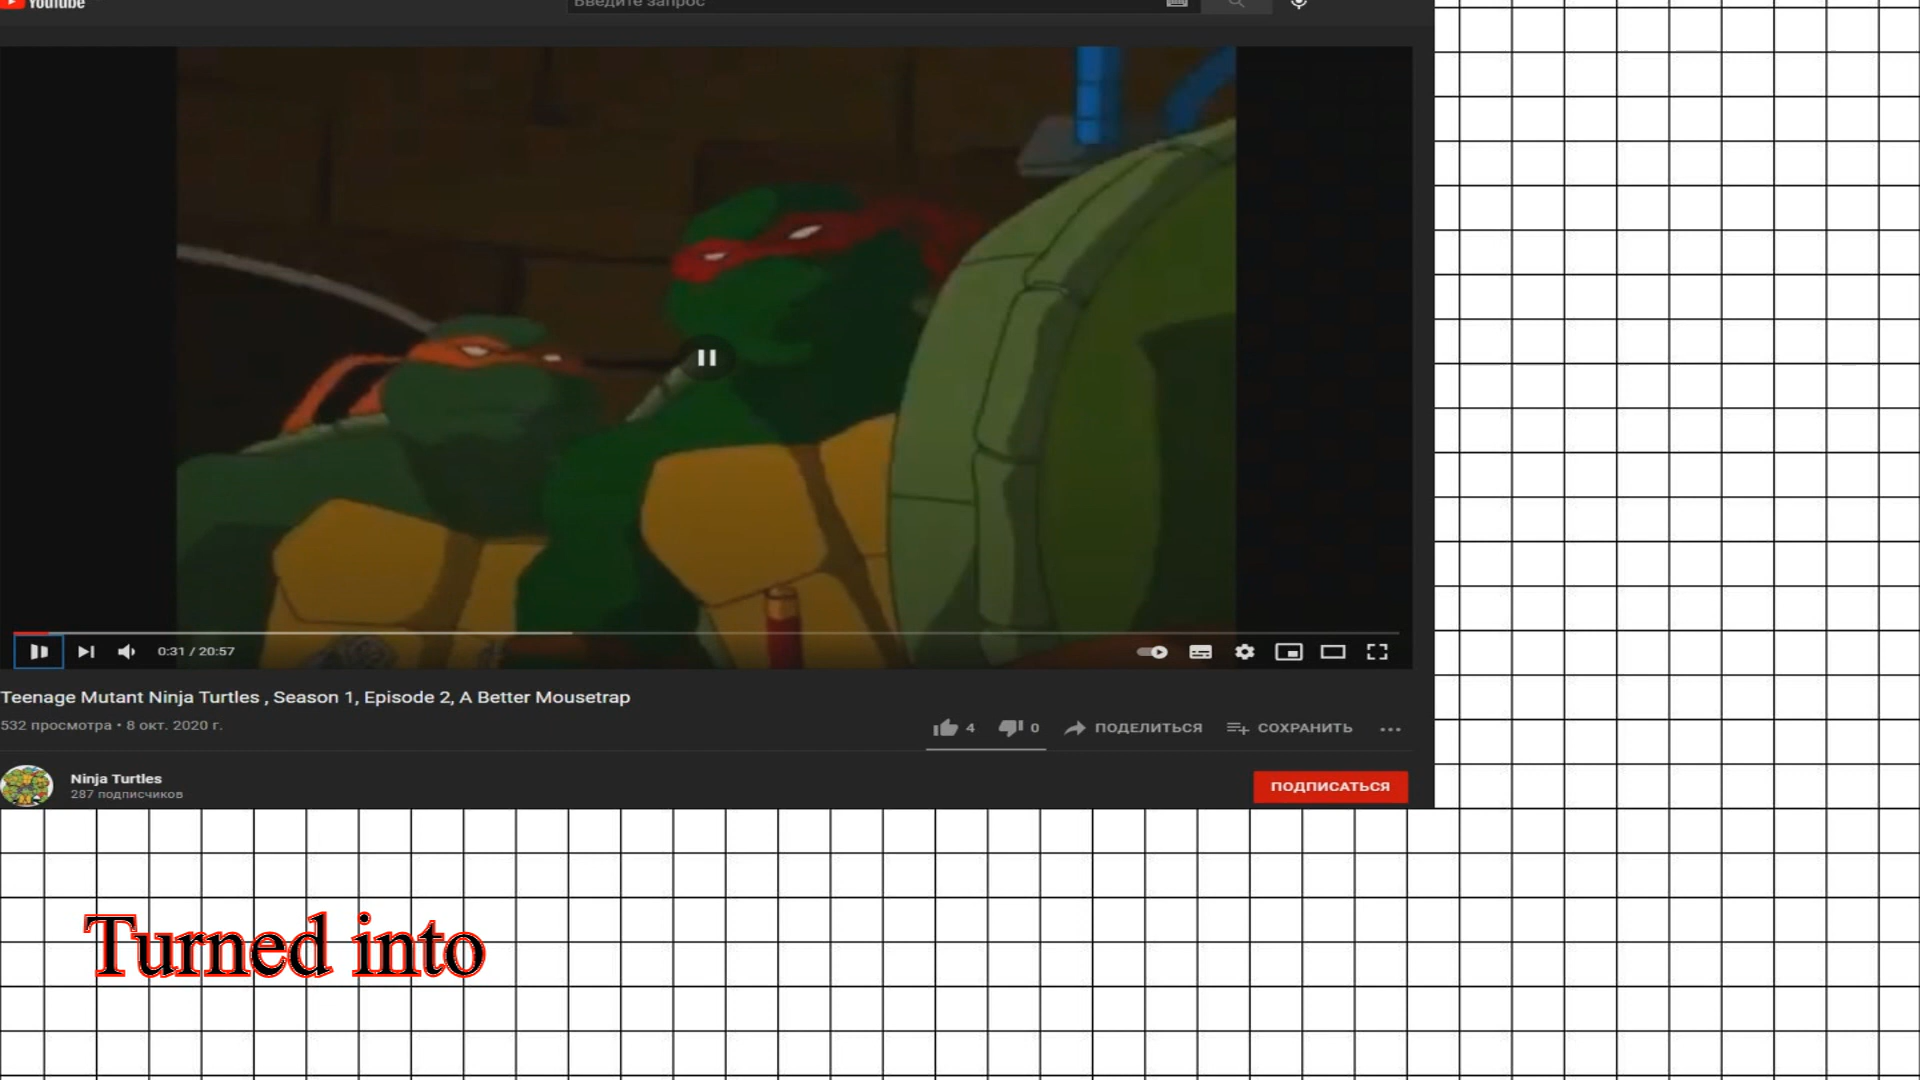 YouTube
Введите запрос
0:31 / 20:57
Teenage Mutant Ninja Turtles , Season 1, Episode 2, A Better Mousetrap
532 просмотра • 8 окт. 2020 г.
4 0 ПОДЕЛИТЬСЯ СОХРАНИТЬ
Ninja Turtles
287 подписчиков
ПОДПИСАТЬСЯ
Turned into